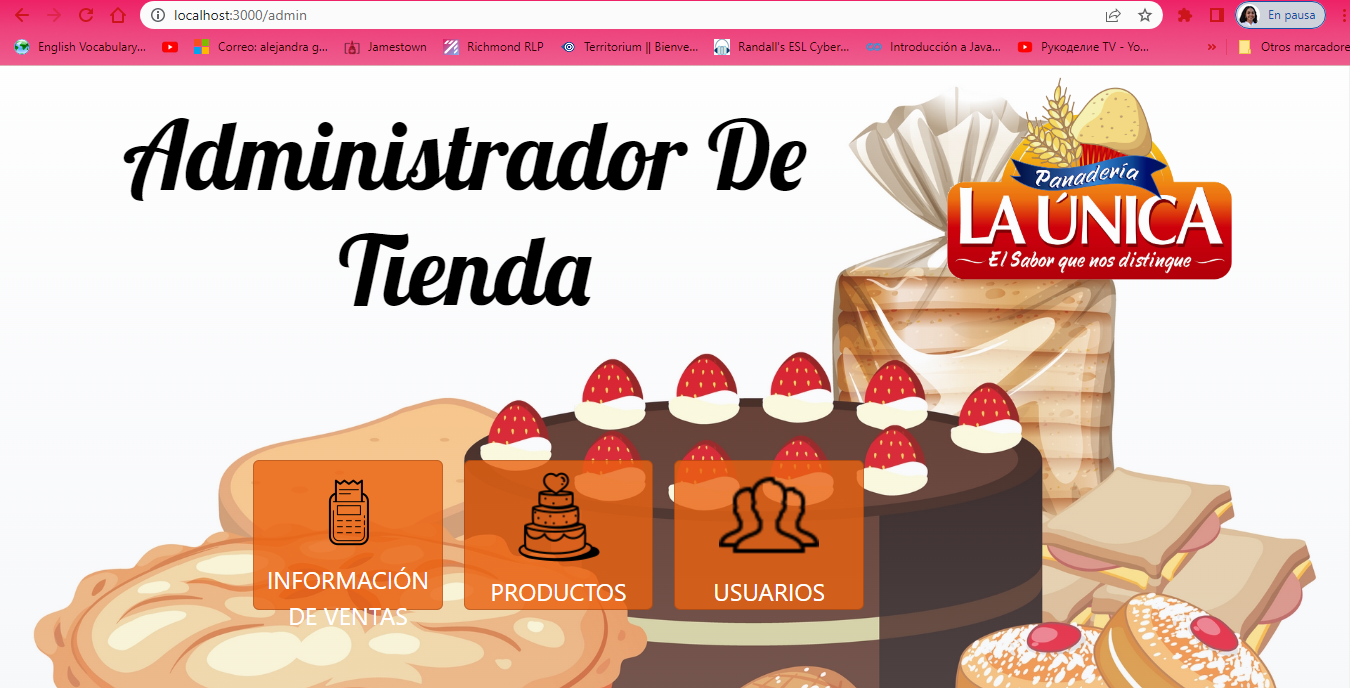 localhost:3000/admin
En pausa
English Vocabulary...
Correo: alejandra g...
Jamestown
Richmond RLP
Territorium || Bienve...
Randall's ESL Cyber...
Introducción a Java...
Рукоделие TV - Yo...
»
Otros marcadore
Administrador De
Tienda
Panadería
LA ÚNICA
El Sabor que nos distingue
INFORMACIÓN
DE VENTAS
PRODUCTOS
USUARIOS